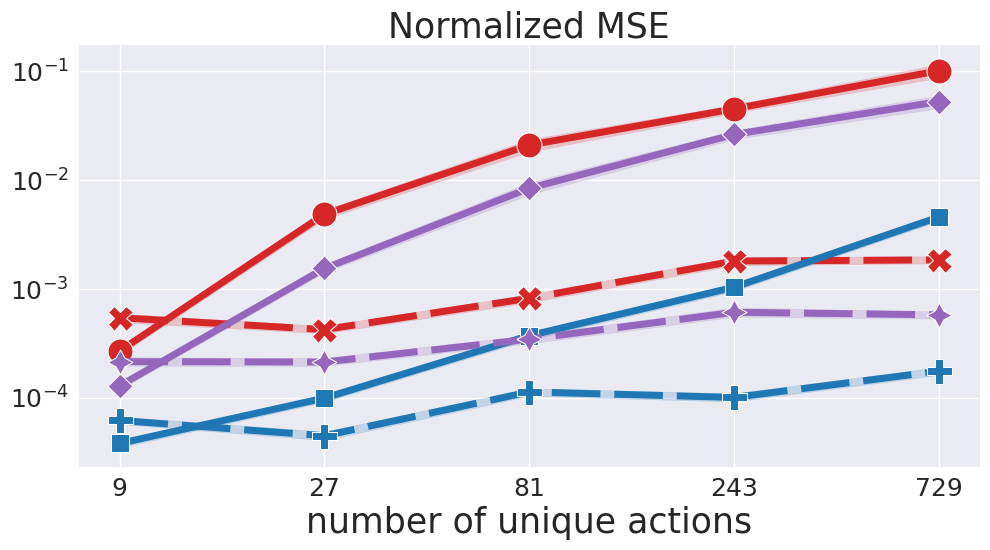 Normalized MSE
10⁻¹
10⁻²
10⁻³
10⁻⁴
9 27 81 243 729
number of unique actions